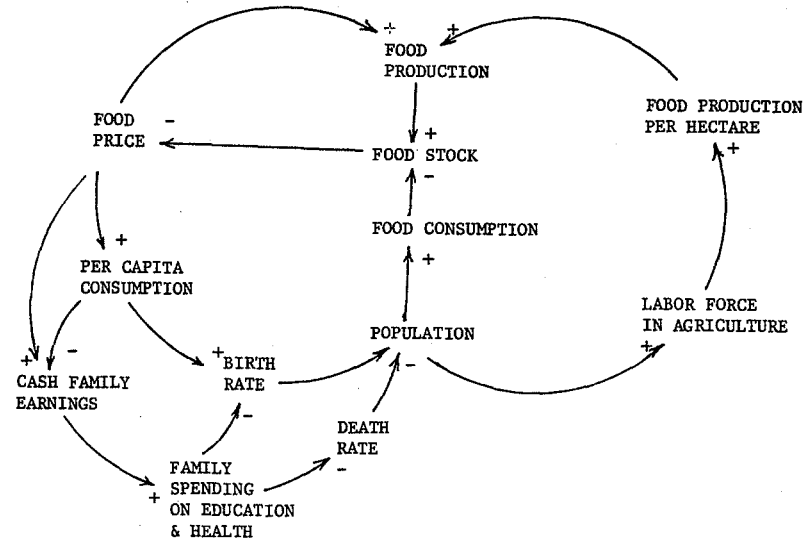 +
+
FOOD
PRODUCTION
FOOD
PRICE
-
FOOD PRODUCTION
PER HECTARE
+
+
FOOD STOCK
-
FOOD CONSUMPTION
+
+
PER CAPITA
CONSUMPTION
LABOR FORCE
IN AGRICULTURE
+
POPULATION
-
+
-
CASH FAMILY
EARNINGS
+
BIRTH
RATE
-
DEATH
RATE
-
FAMILY
SPENDING
ON EDUCATION
& HEALTH
+